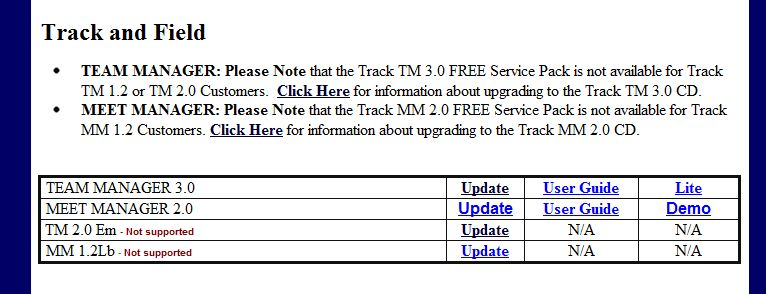 Track and Field
• TEAM MANAGER: Please Note that the Track TM 3.0 FREE Service Pack is not available for Track
TM 1.2 or TM 2.0 Customers.  Click Here for information about upgrading to the Track TM 3.0 CD.
• MEET MANAGER: Please Note that the Track MM 2.0 FREE Service Pack is not available for Track
MM 1.2 Customers. Click Here for information about upgrading to the Track MM 2.0 CD.
TEAM MANAGER 3.0 Update User Guide Lite
MEET MANAGER 2.0 Update User Guide Demo
TM 2.0 Em - Not supported Update N/A N/A
MM 1.2Lb - Not supported Update N/A N/A